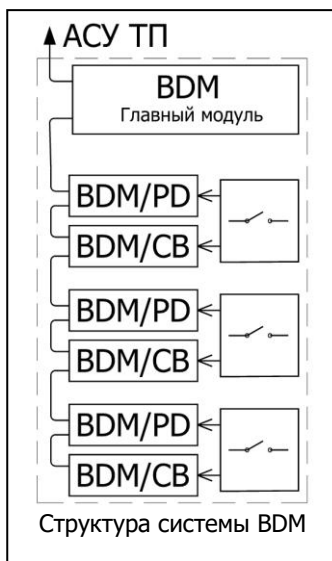 АСУ ТП
BDM
Главный модуль
BDM/PD
BDM/CB
BDM/PD
BDM/CB
BDM/PD
BDM/CB
Структура системы BDM